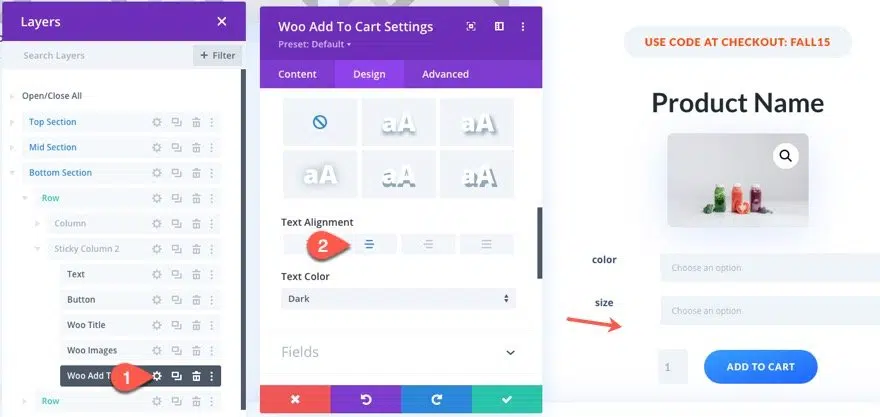 Layers
Search Layers
+ Filter
Open/Close All
Top Section
Mid Section
Bottom Section
Row
Column
Sticky Column 2
Text
Button
Woo Title
Woo Images
Woo Add T
1
Row
Woo Add To Cart Settings
Preset: Default
Content
Design
Advanced
aA
aA
aA
aA
aA
Text Alignment
2
Text Color
Dark
Fields
USE CODE AT CHECKOUT: FALL15
Product Name
color
Choose an option
size
Choose an option
1
ADD TO CART